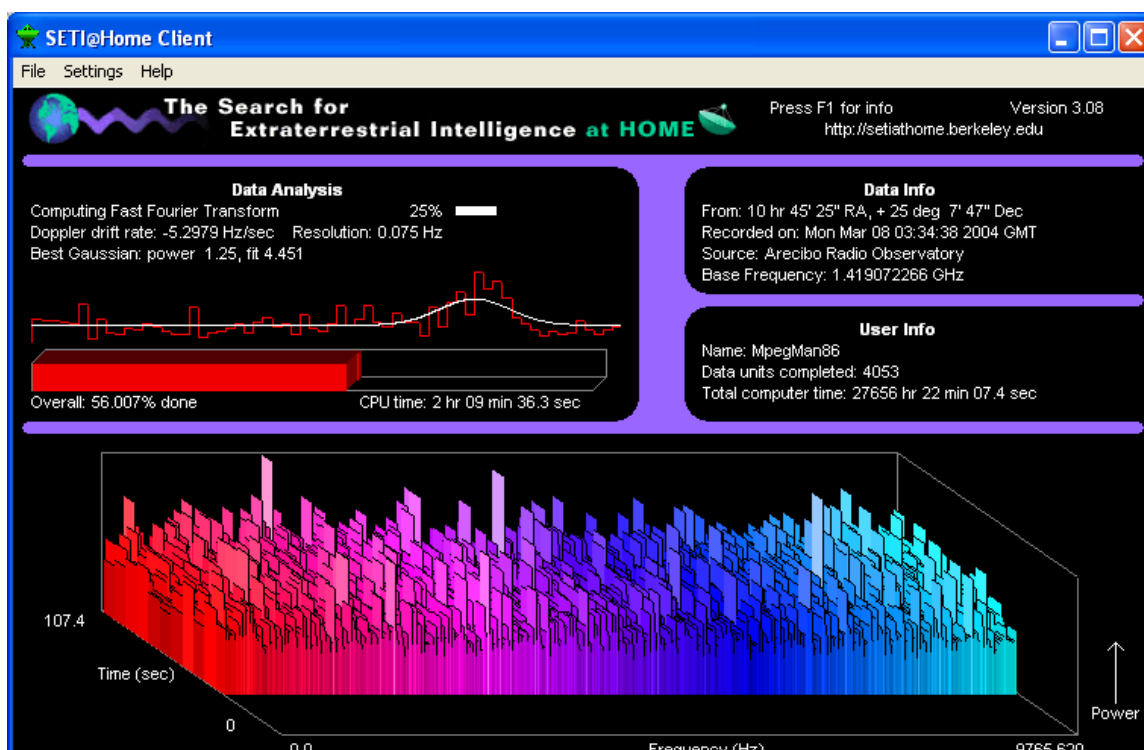 SETI@Home Client
File Settings Help
The Search for
Extraterrestrial Intelligence at HOME
Press F1 for info Version 3.08
http://setiathome.berkeley.edu
Data Analysis
Computing Fast Fourier Transform 25%
Doppler drift rate: -5.2979 Hz/sec Resolution: 0.075 Hz
Best Gaussian: power 1.25, fit 4.451
Overall: 56.007% done CPU time: 2 hr 09 min 36.3 sec
Data Info
From: 10 hr 45' 25" RA, + 25 deg 7' 47" Dec
Recorded on: Mon Mar 08 03:34:38 2004 GMT
Source: Arecibo Radio Observatory
Base Frequency: 1.419072266 GHz
User Info
Name: MpegMan86
Data units completed: 4053
Total computer time: 27656 hr 22 min 07.4 sec
107.4
Time (sec)
0
0.0 Frequency (Hz) 9765.620
Power